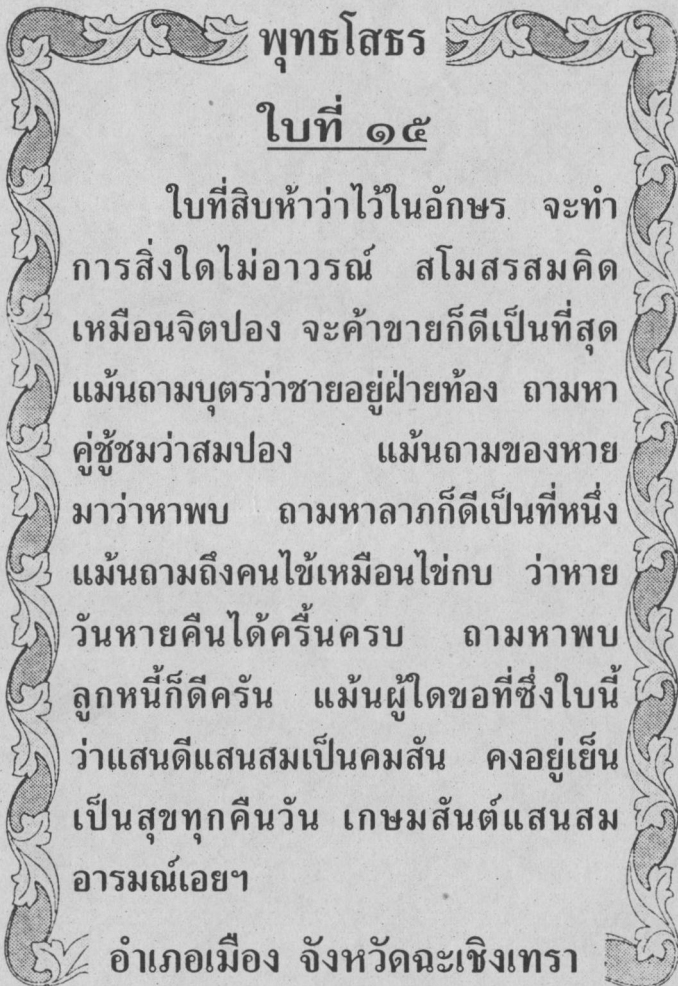 พุทธโสธร
ใบที่ ๑๕
ใบที่สิบห้าว่าไว้ในอักษร จะทำ
การสิ่งใดไม่อาวรณ์ สโมสรสมคิด
เหมือนจิตปอง จะค้าขายก็ดีเป็นที่สุด
แม้นถามบุตรว่าชายอยู่ฝ่ายท้อง ถามหา
คู่ชู้ชมว่าสมปอง แม้นถามของหาย
มาว่าหาพบ ถามหาลาภก็ดีเป็นที่หนึ่ง
แม้นถามถึงคนไข้เหมือนไข่กบ ว่าหาย
วันหายคืนได้ครื้นครบ ถามหาพบ
ลูกหนี้ก็ดีครัน แม้นผู้ใดขอที่ซึ่งใบนี้
ว่าแสนดีแสนสมเป็นคมสัน คงอยู่เย็น
เป็นสุขทุกคืนวัน เกษมสันต์แสนสม
อารมณ์เอยฯ
อำเภอเมือง จังหวัดฉะเชิงเทรา